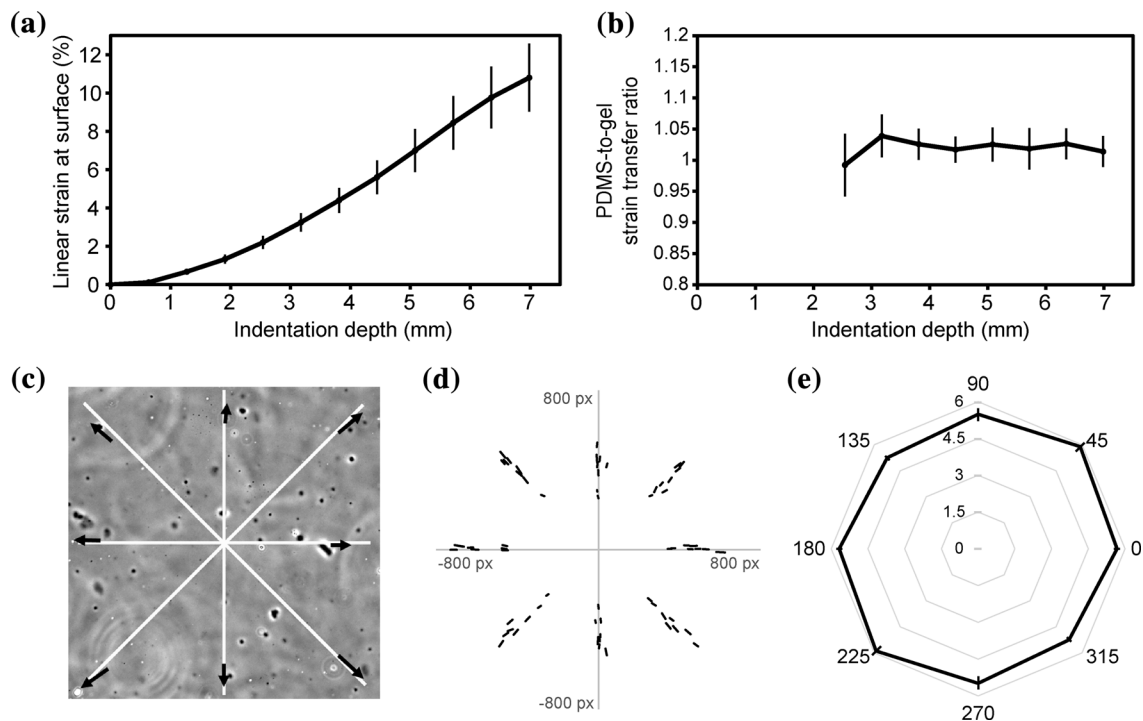 (a)
Linear strain at surface (%)
12
10
8
6
4
2
0
0 1 2 3 4 5 6 7
Indentation depth (mm)
(b)
PDMS-to-gel
strain transfer ratio
1.2
1.15
1.1
1.05
1
0.95
0.9
0.85
0.8
0 1 2 3 4 5 6 7
Indentation depth (mm)
(c)
(d)
800 px
-800 px 800 px
-800 px
(e)
90
6
135 4.5 45
3
1.5
180 0 0
225 315
270